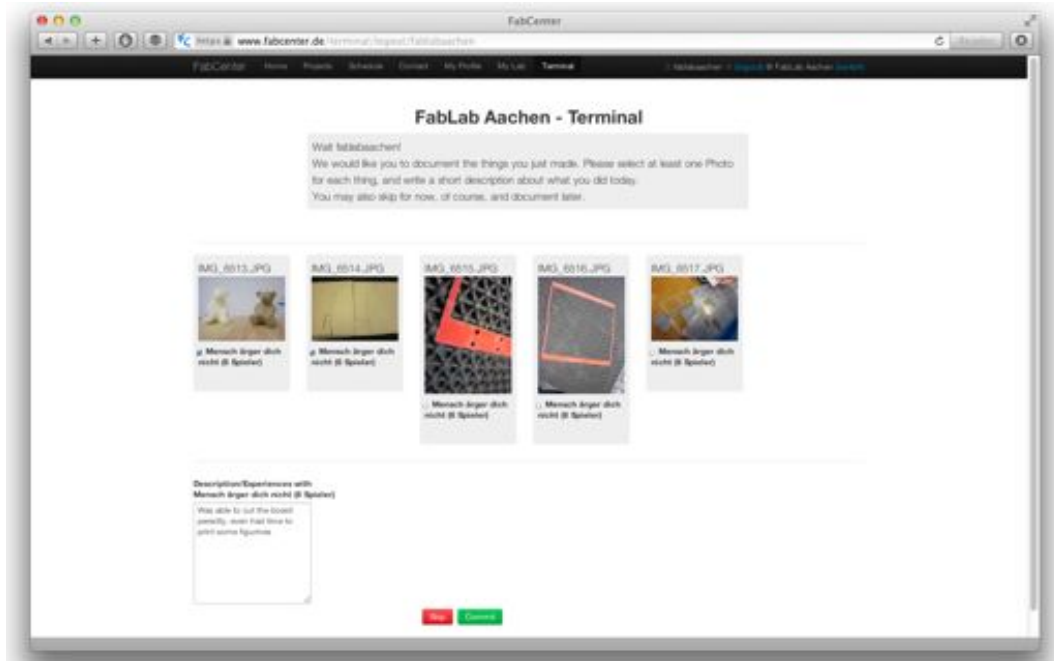 FabCenter
www.fabcenter.de
FabCenter Home Projects Schedule Contact My Profile My Lab Terminal
FabLab Aachen - Terminal
Wait fablabaachen!
We would like you to document the things you just made. Please select at least one Photo
for each thing, and write a short description about what you did today.
You may also skip for now, of course, and document later.
IMG_6513.JPG IMG_6514.JPG IMG_6515.JPG IMG_6516.JPG IMG_6517.JPG
Mensch ärger dich
nicht (6 Spieler)
Mensch ärger dich
nicht (6 Spieler)
Mensch ärger dich
nicht (6 Spieler)
Mensch ärger dich
nicht (6 Spieler)
Mensch ärger dich
nicht (6 Spieler)
Description/Experiences with
Mensch ärger dich nicht (6 Spieler)
Was able to cut the board
even had time to
print some figurines
Skip Commit